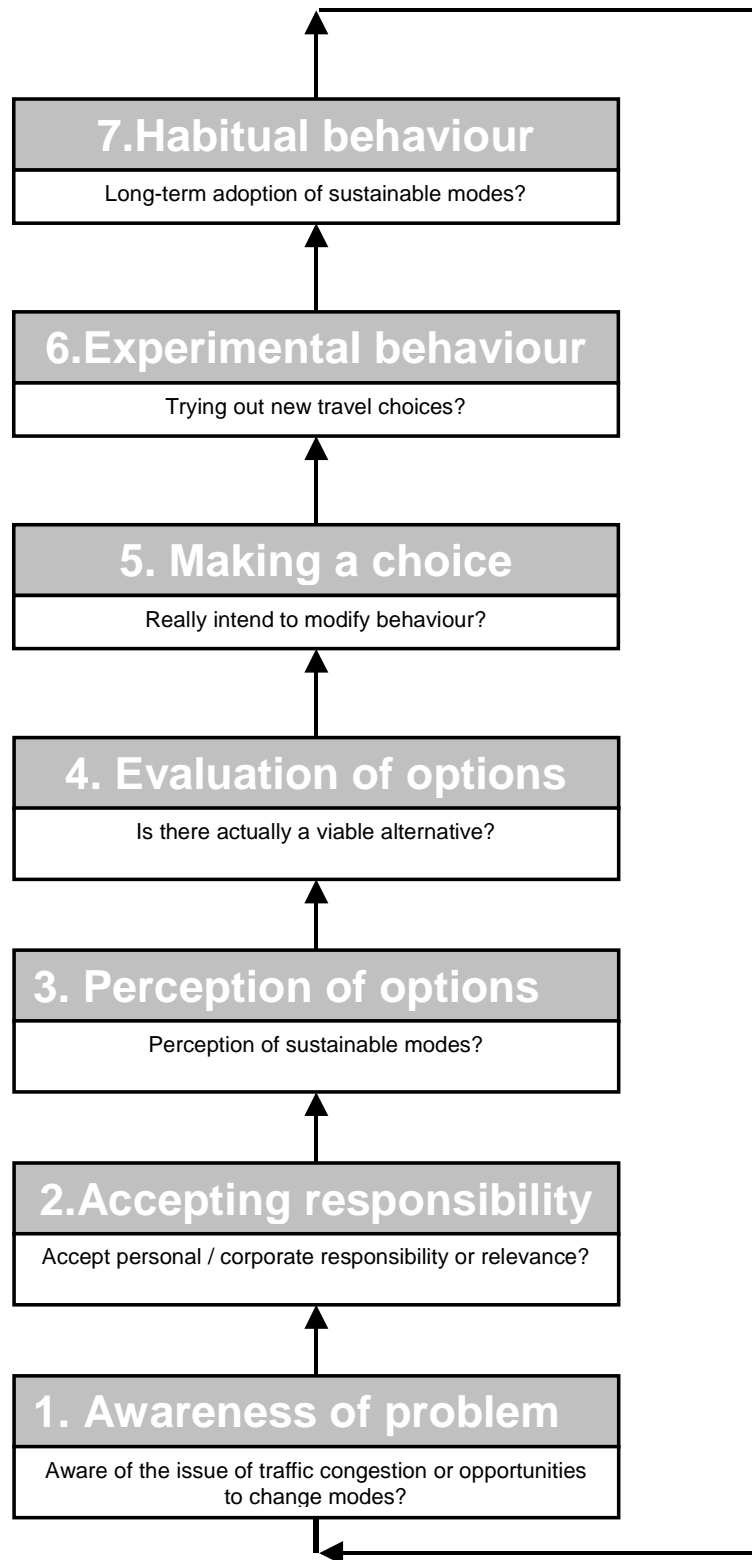 7.Habitual behaviour
Long-term adoption of sustainable modes?
6.Experimental behaviour
Trying out new travel choices?
5. Making a choice
Really intend to modify behaviour?
4. Evaluation of options
Is there actually a viable alternative?
3. Perception of options
Perception of sustainable modes?
2.Accepting responsibility
Accept personal / corporate responsibility or relevance?
1. Awareness of problem
Aware of the issue of traffic congestion or opportunities
to change modes?